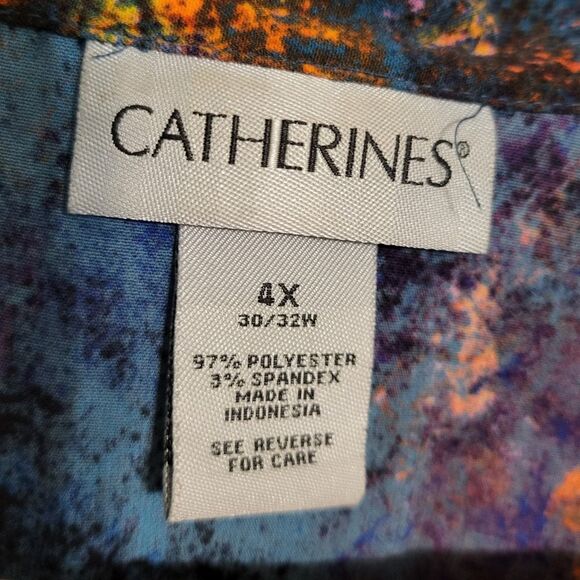 CATHERINES®
4X
30/32W
97% POLYESTER
3% SPANDEX
MADE IN
INDONESIA
SEE REVERSE
FOR CARE